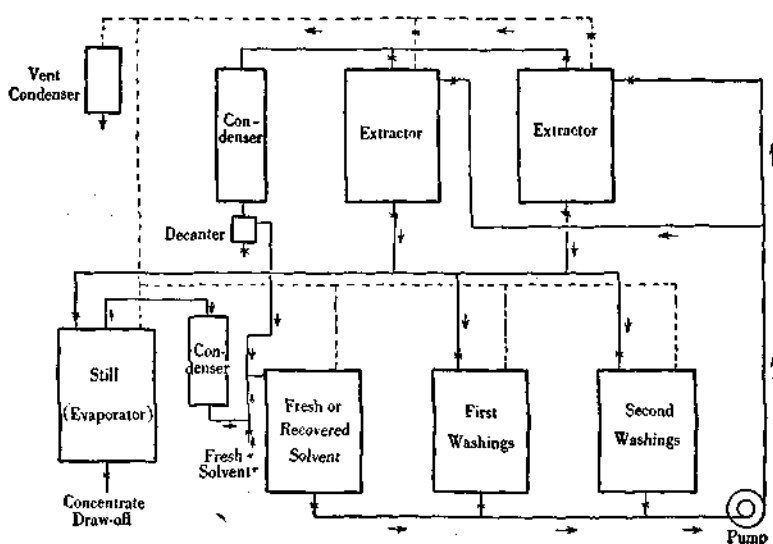 Vent
Condenser
Con-
denser
Extractor
Extractor
Decanter
Still
(Evaporator)
Con-
denser
Fresh or
Recovered
Solvent
First
Washings
Second
Washings
Fresh
Solvent
Concentrate
Draw-off
Pump